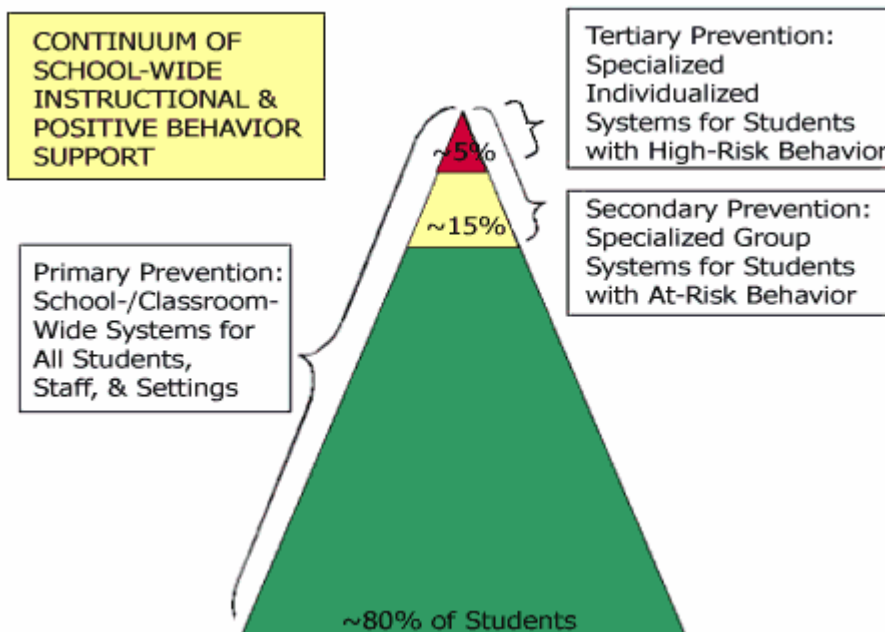 CONTINUUM OF
SCHOOL-WIDE
INSTRUCTIONAL &
POSITIVE BEHAVIOR
SUPPORT
Tertiary Prevention:
Specialized
Individualized
Systems for Students
with High-Risk Behavior
~5%
~15%
Secondary Prevention:
Specialized Group
Systems for Students
with At-Risk Behavior
Primary Prevention:
School-/Classroom-
Wide Systems for
All Students,
Staff, & Settings
~80% of Students